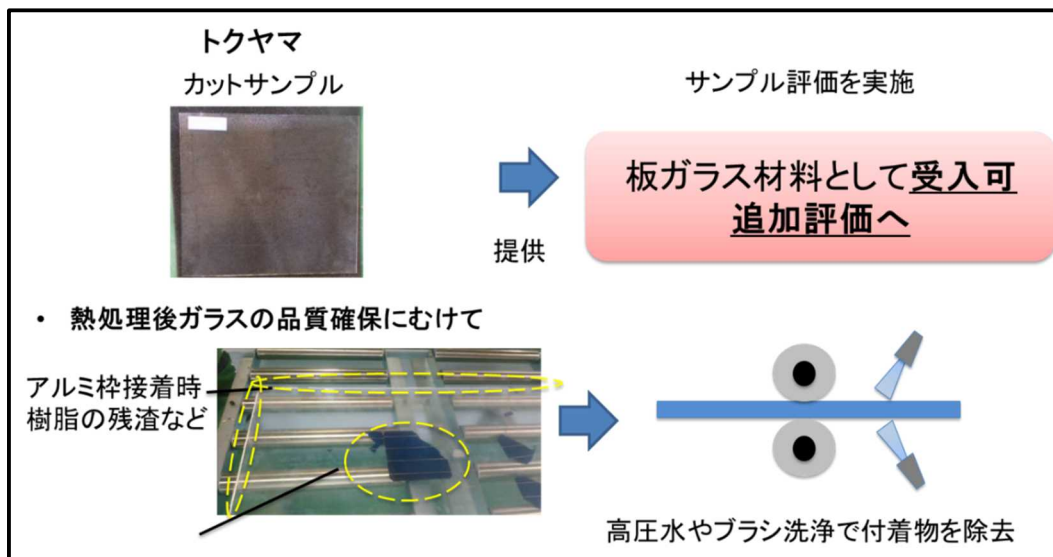 トクヤマ
カットサンプル
サンプル評価を実施
提供
板ガラス材料として受入可
追加評価へ
・ 熱処理後ガラスの品質確保にむけて
アルミ枠接着時
樹脂の残渣など
高圧水やブラシ洗浄で付着物を除去